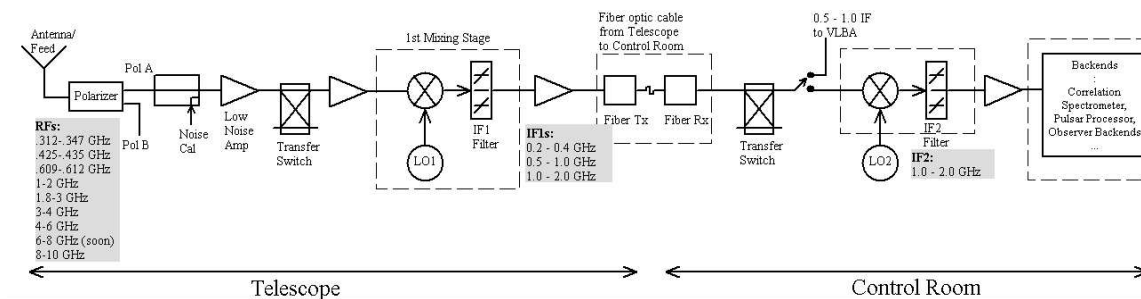 Antenna/
Feed
Polarizer
Pol A
Pol B
Noise
Cal
Low
Noise
Amp
Transfer
Switch
1st Mixing Stage
LO1
IF1
Filter
Fiber optic cable
from Telescope
to Control Room
Fiber Tx
Fiber Rx
Transfer
Switch
0.5 - 1.0 IF
to VLBA
LO2
IF2
Filter
Backends
:
Correlation
Spectrometer,
Pulsar Processor,
Observer Backends
...
RFs:
.312-.347 GHz
.425-.435 GHz
.609-.612 GHz
1-2 GHz
1.8-3 GHz
3-4 GHz
4-6 GHz
6-8 GHz (soon)
8-10 GHz
IF1s:
0.2 - 0.4 GHz
0.5 - 1.0 GHz
1.0 - 2.0 GHz
IF2:
1.0 - 2.0 GHz
Telescope
Control Room